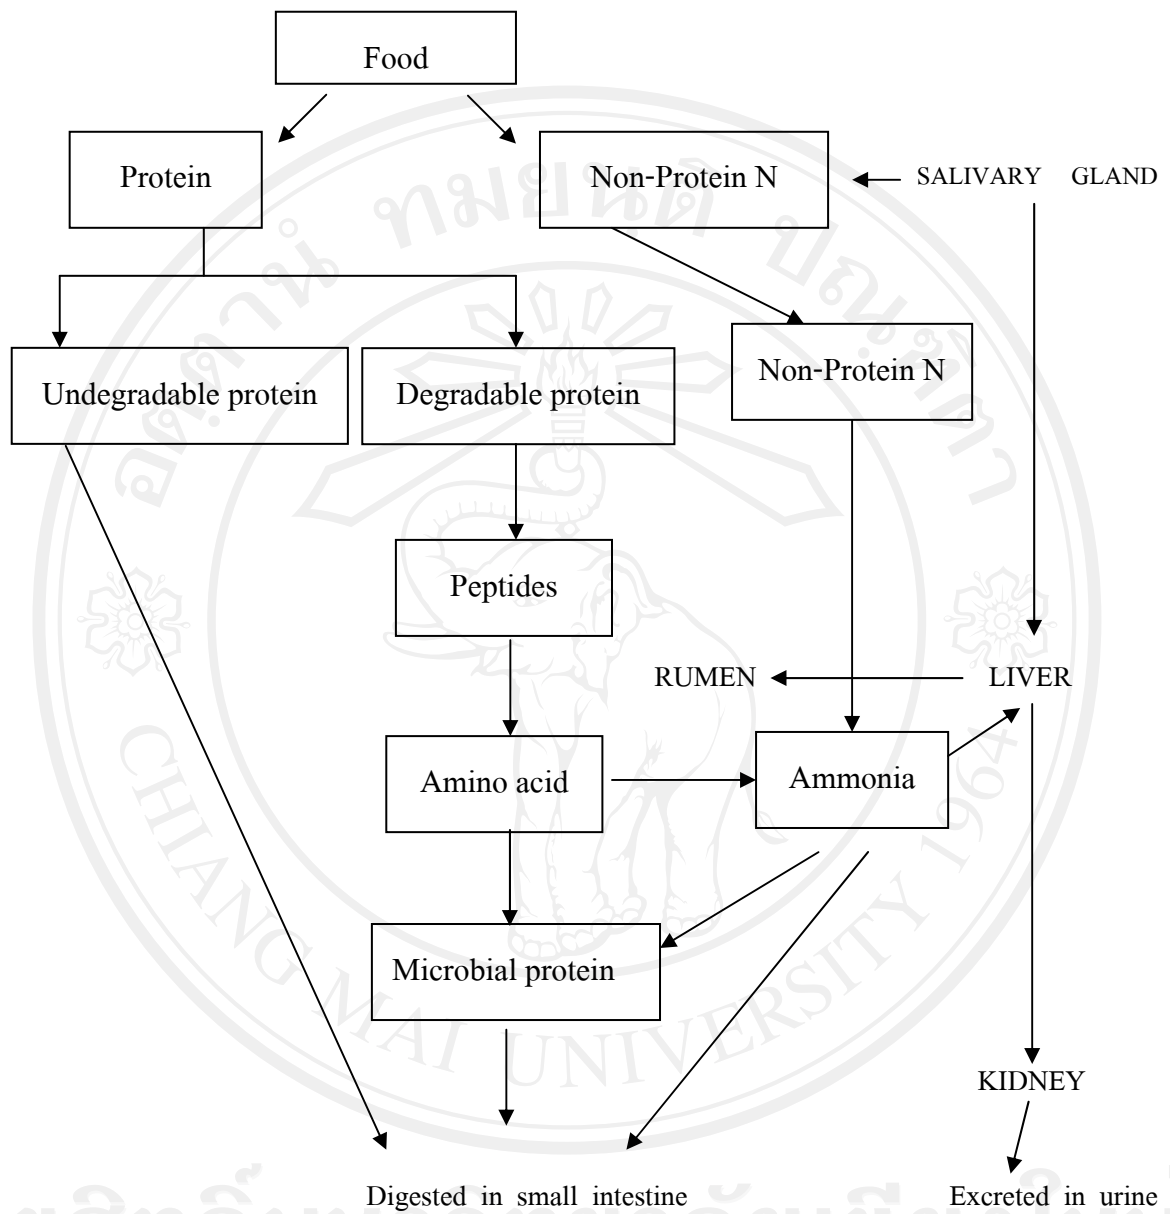 Food
Protein
Non-Protein N
SALIVARY GLAND
Undegradable protein
Degradable protein
Non-Protein N
Peptides
RUMEN
LIVER
Amino acid
Ammonia
Microbial protein
KIDNEY
Digested in small intestine
Excreted in urine
CHIANG MAI UNIVERSITY 1964